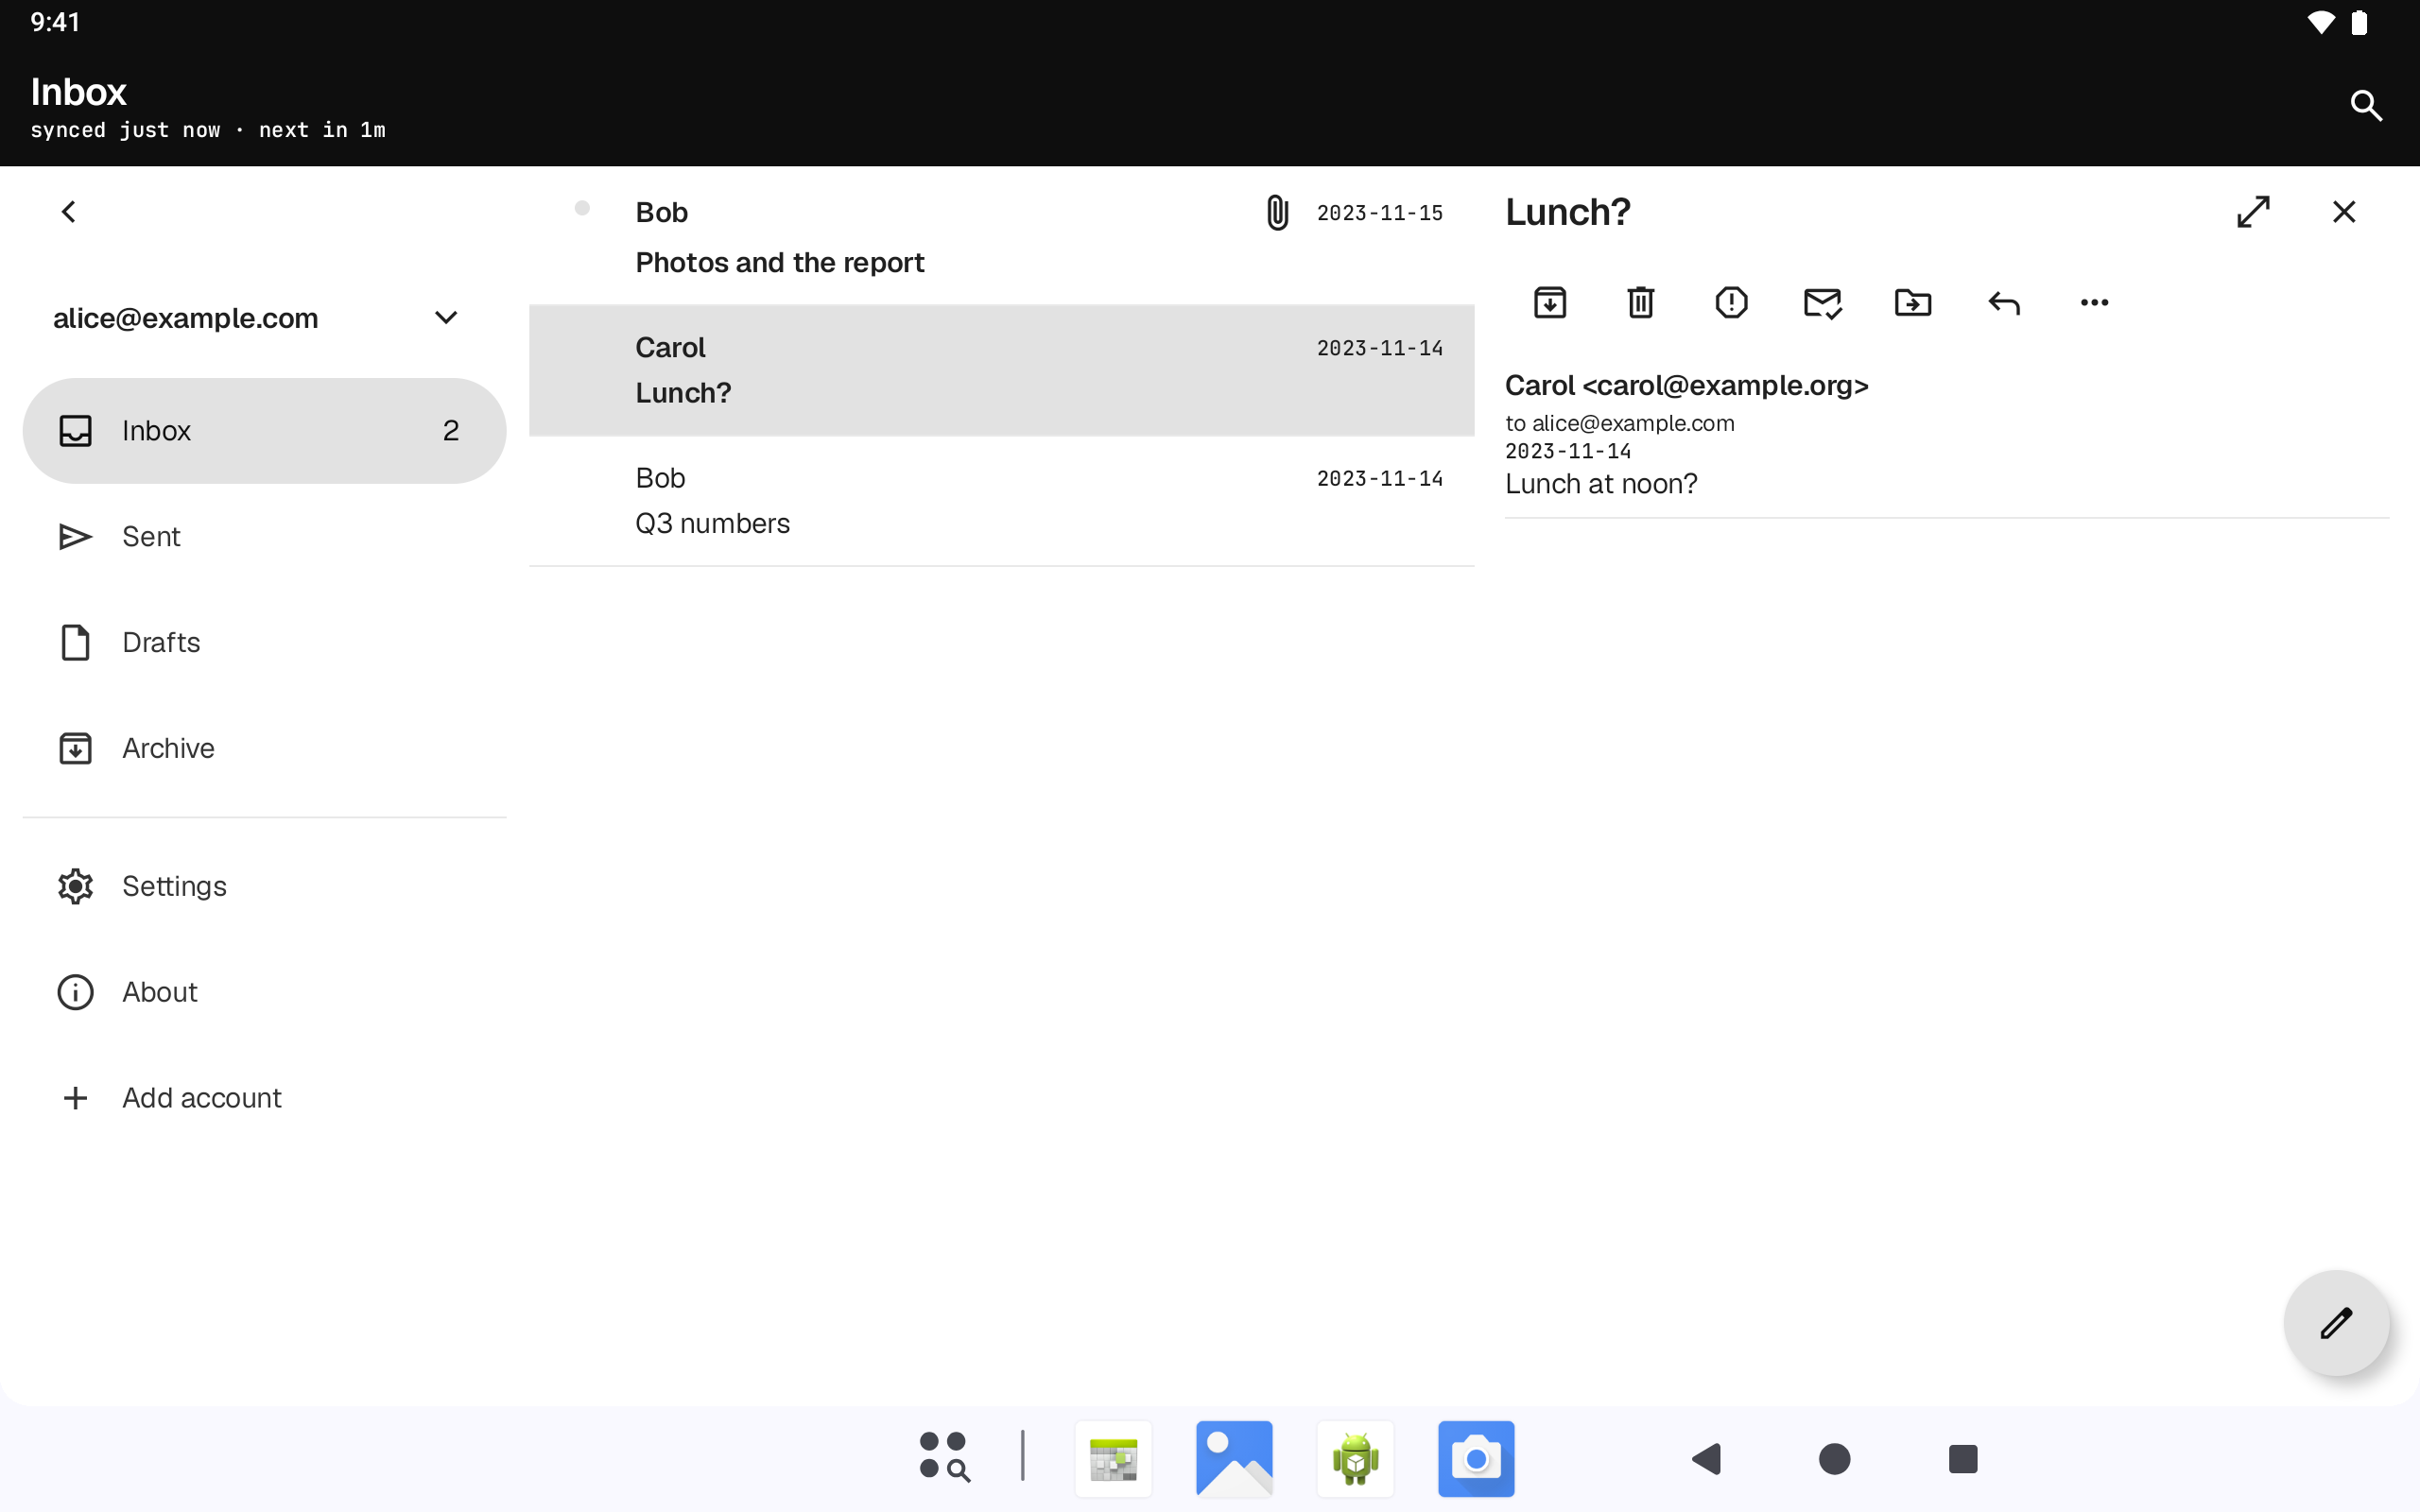 9:41
Inbox
synced just now · next in 1m
alice@example.com
Inbox 2
Sent
Drafts
Archive
Settings
About
Add account
Bob 2023-11-15
Photos and the report
Carol 2023-11-14
Lunch?
Bob 2023-11-14
Q3 numbers
Lunch?
Carol <carol@example.org>
to alice@example.com
2023-11-14
Lunch at noon?